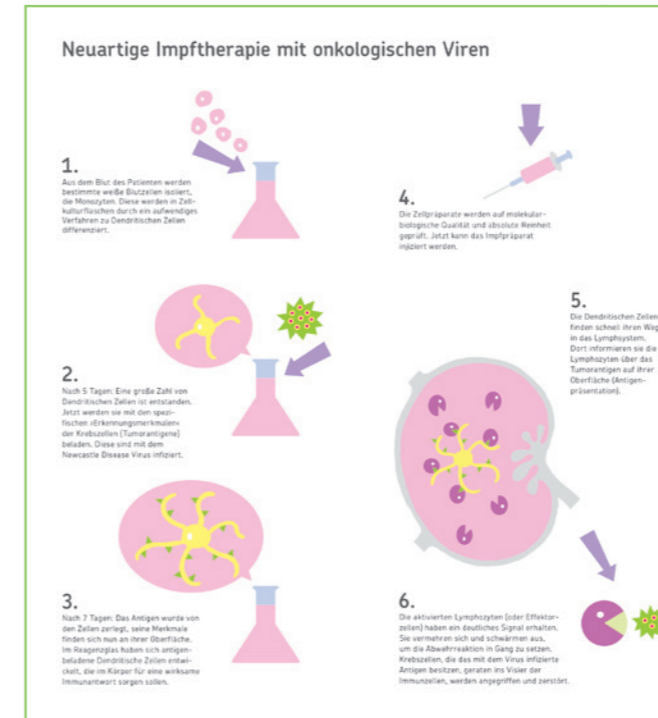 Neuartige Impftherapie mit onkologischen Viren
1.
Aus dem Blut des Patienten werden
bestimmte weiße Blutzellen isoliert,
die Monozyten. Diese werden in Zell-
kulturflaschen durch ein aufwendiges
Verfahren zu Dendritischen Zellen
differenziert.
2.
Nach 5 Tagen: Eine große Zahl von
Dendritischen Zellen ist entstanden.
Jetzt werden sie mit den spezi-
fischen »Erkennungsmerkmalen«
der Krebszellen (Tumorantigene)
beladen. Diese sind mit dem
Newcastle Disease Virus infiziert.
3.
Nach 7 Tagen: Das Antigen wurde von
den Zellen zerlegt, seine Merkmale
finden sich nun an ihrer Oberfläche.
Im Reagenzglas haben sich antigen-
beladene Dendritische Zellen entwi-
ckelt, die im Körper für eine wirksame
Immunantwort sorgen sollen.
4.
Die Zellpräparate werden auf molekular-
biologische Qualität und absolute Reinheit
geprüft. Jetzt kann das Impfpräparat
injiziert werden.
5.
Die Dendritischen Zellen
finden schnell ihren Weg
in das Lymphsystem.
Dort informieren sie die
Lymphozyten über das
Tumorantigen auf ihrer
Oberfläche (Antigen-
präsentation).
6.
Die aktivierten Lymphozyten (oder Effektor-
zellen) haben ein deutliches Signal erhalten.
Sie vermehren sich und schwärmen aus,
um die Abwehrreaktion in Gang zu setzen.
Krebszellen, die das mit dem Virus infizierte
Antigen besitzen, geraten ins Visier der
Immunzellen, werden angegriffen und zerstört.